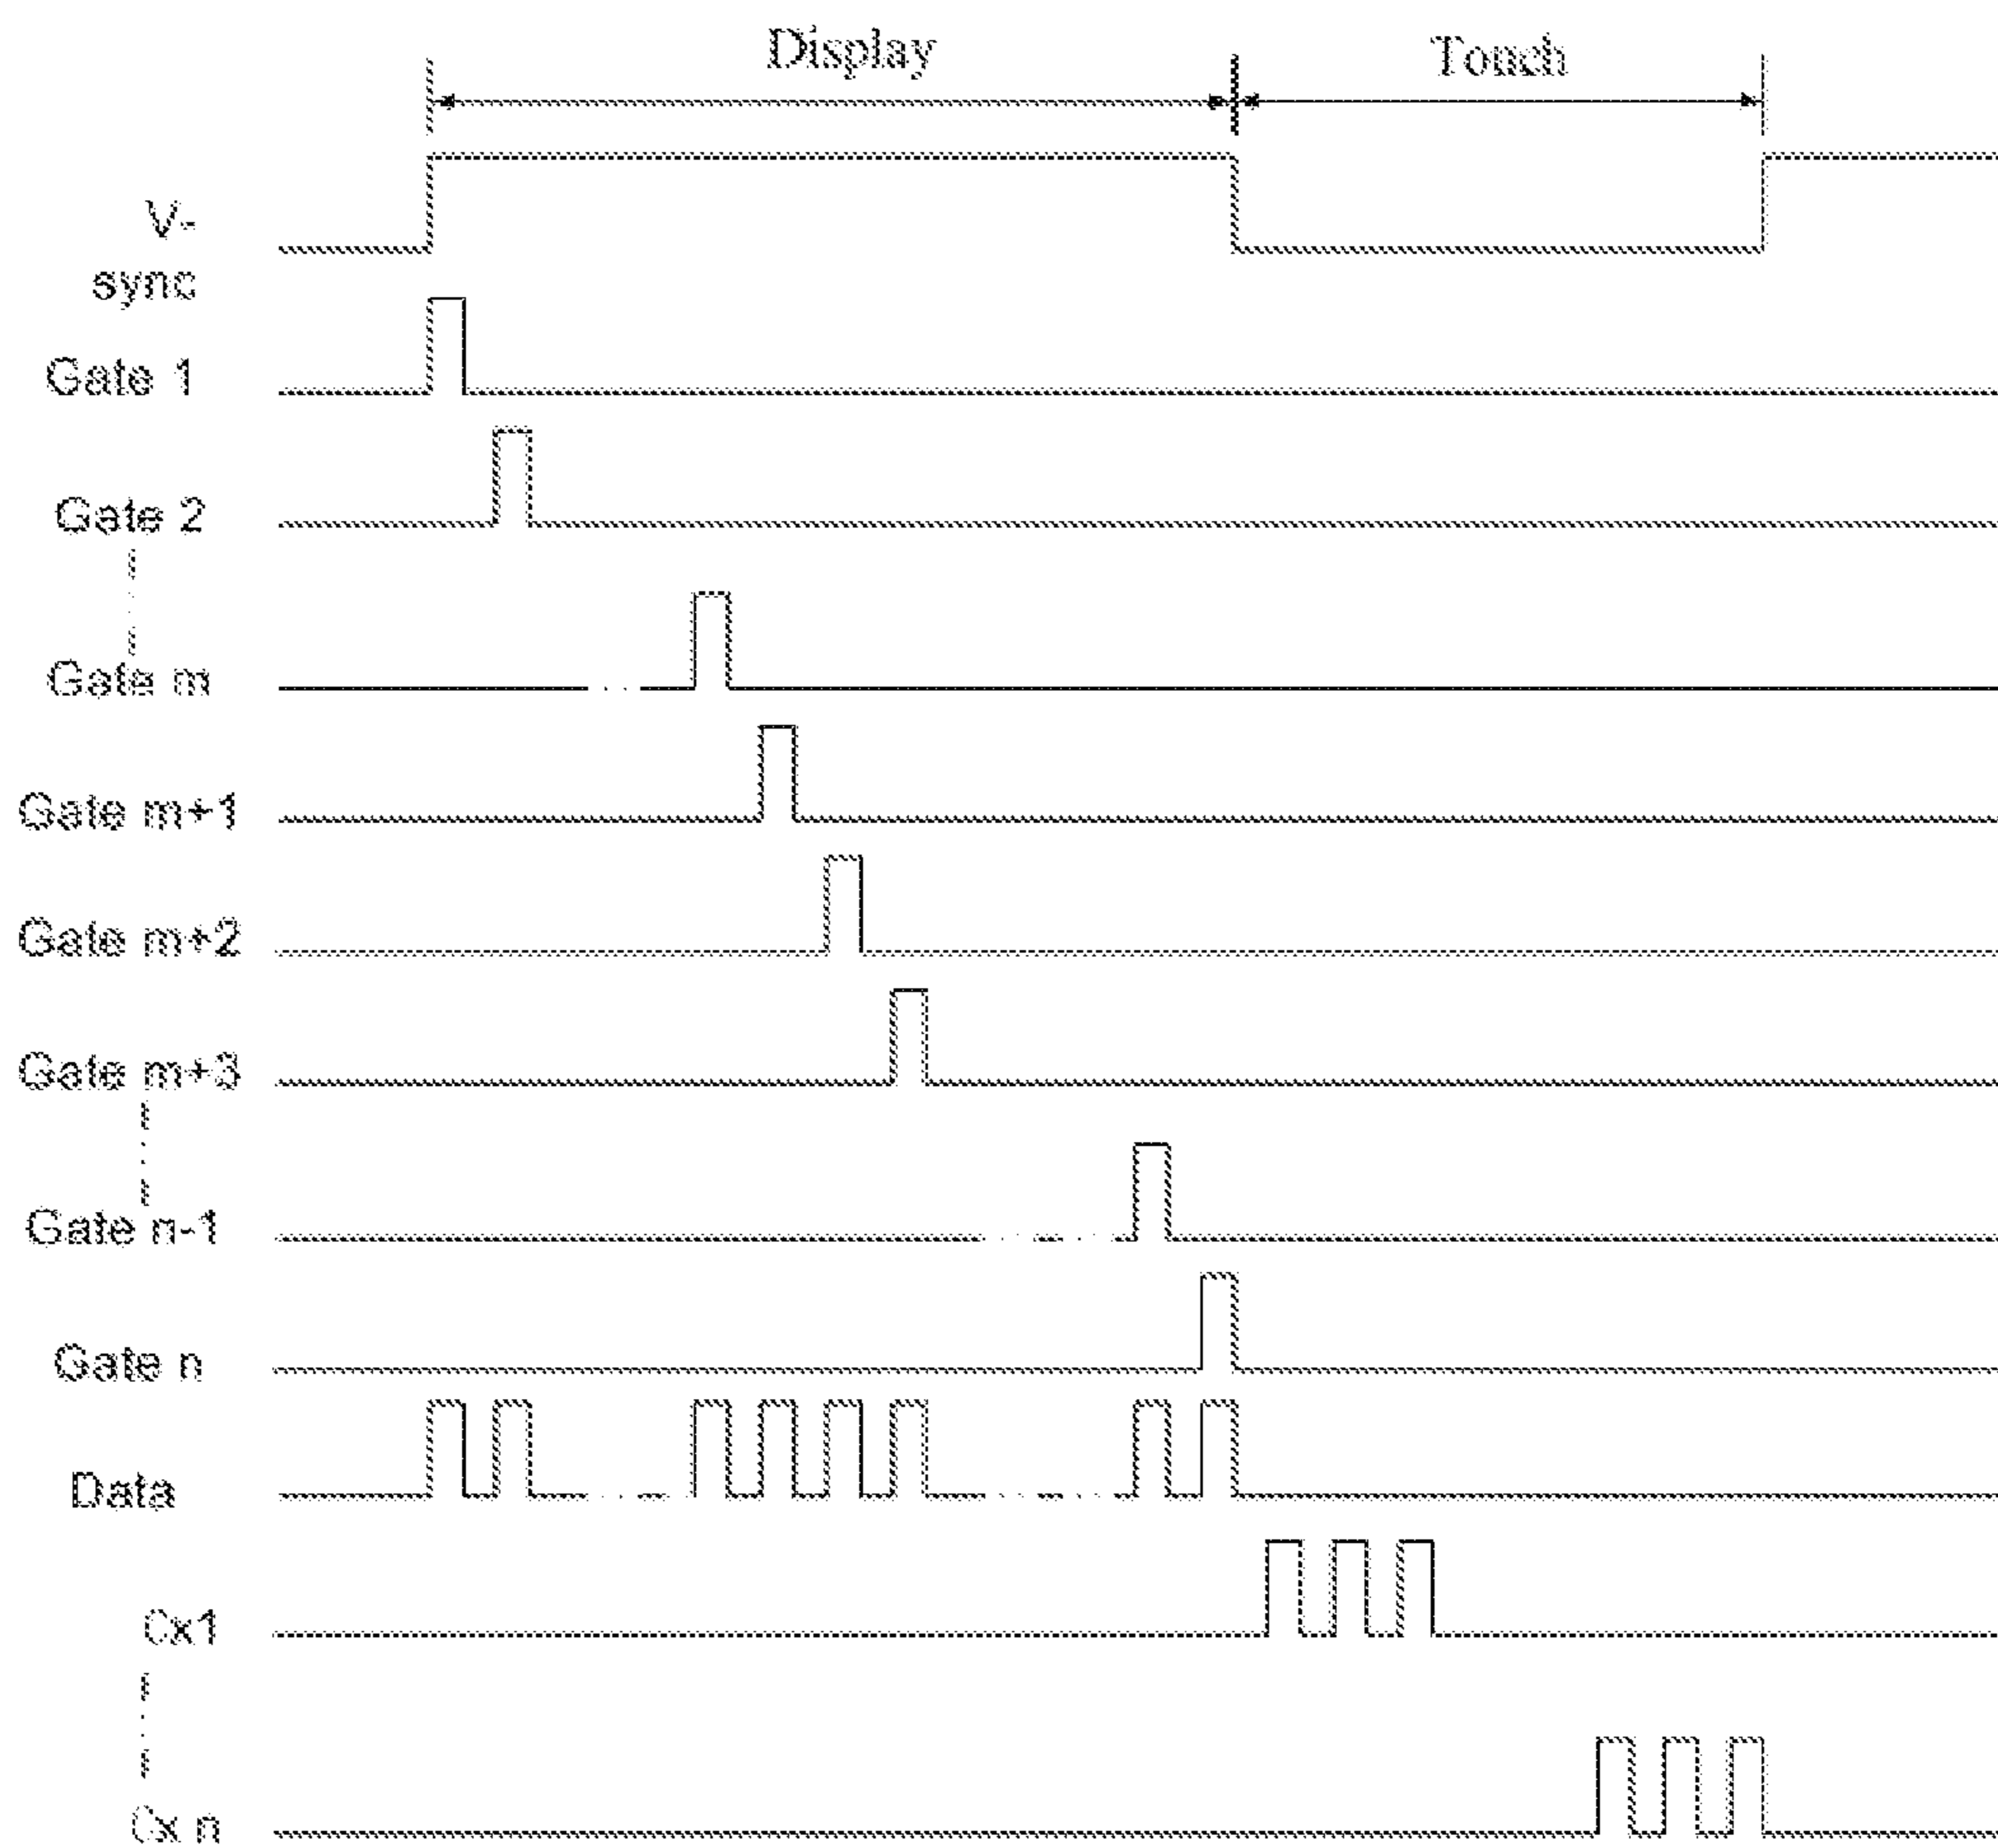 Display
Touch
V-
sync
Gate 1
Gate 2
Gate m
Gate m+1
Gate m+2
Gate m+3
Gate n-1
Gate n
Data
Cx1
Cx n